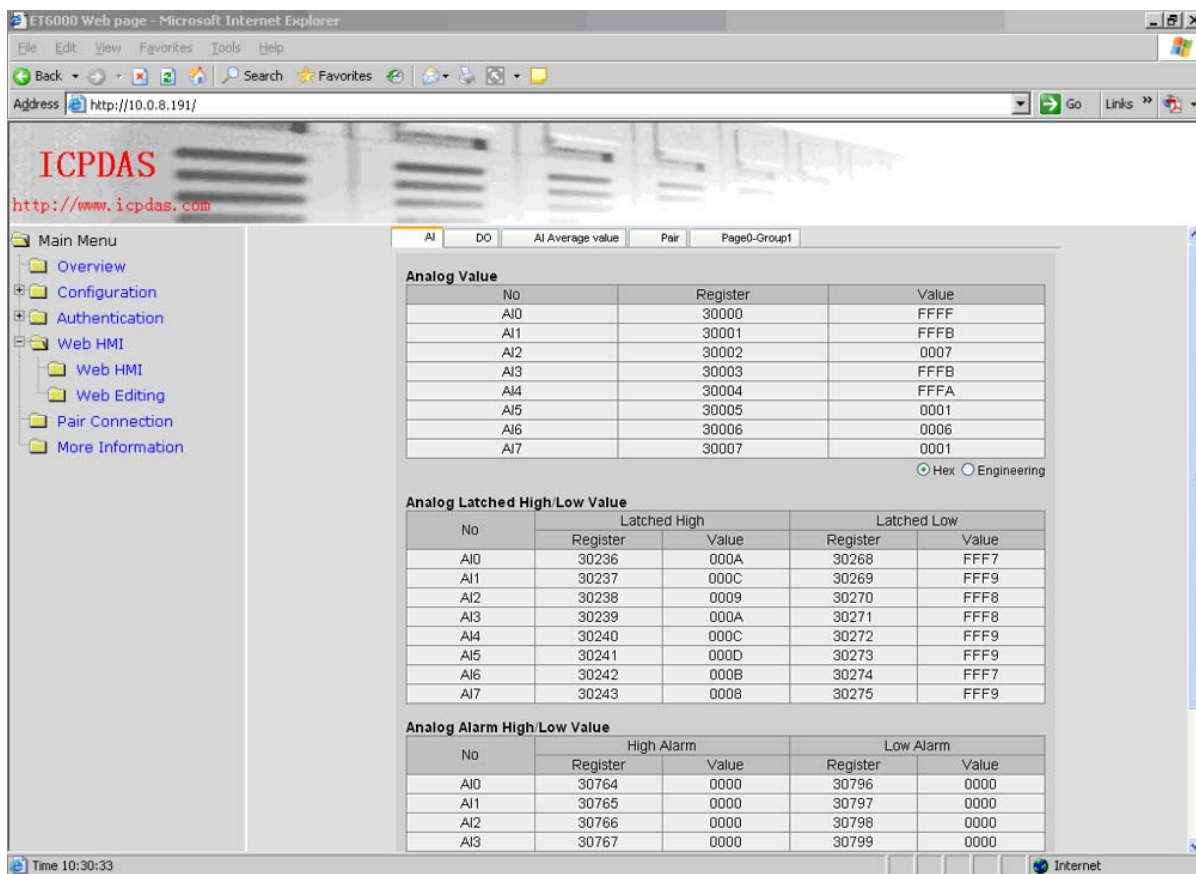 ET6000 Web page - Microsoft Internet Explorer
File Edit View Favorites Tools Help
Back Search Favorites
Address http://10.0.8.191/ Go Links »
ICPDAS
http://www.icpdas.com
Main Menu
Overview
Configuration
Authentication
Web HMI
Web HMI
Web Editing
Pair Connection
More Information
AI DO AI Average value Pair Page0-Group1
Analog Value
No Register Value
AI0 30000 FFFF
AI1 30001 FFFB
AI2 30002 0007
AI3 30003 FFFB
AI4 30004 FFFA
AI5 30005 0001
AI6 30006 0006
AI7 30007 0001
Hex Engineering
Analog Latched High/Low Value
No Latched High Latched Low
Register Value Register Value
AI0 30236 000A 30268 FFF7
AI1 30237 000C 30269 FFF9
AI2 30238 0009 30270 FFF8
AI3 30239 000A 30271 FFF8
AI4 30240 000C 30272 FFF9
AI5 30241 000D 30273 FFF9
AI6 30242 000B 30274 FFF7
AI7 30243 0008 30275 FFF9
Analog Alarm High/Low Value
No High Alarm Low Alarm
Register Value Register Value
AI0 30764 0000 30796 0000
AI1 30765 0000 30797 0000
AI2 30766 0000 30798 0000
AI3 30767 0000 30799 0000
Time 10:30:33 Internet